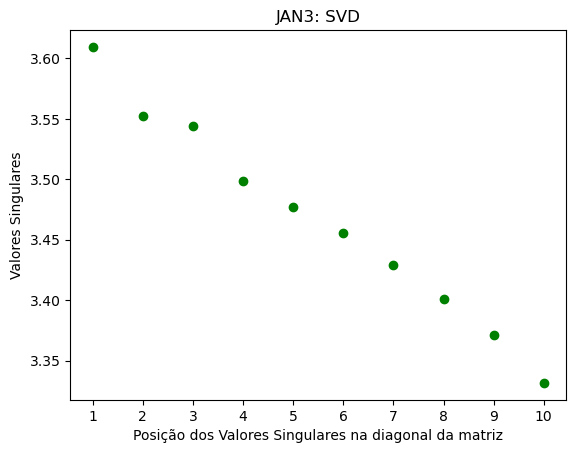 JAN3: SVD
Valores Singulares
3.60
3.55
3.50
3.45
3.40
3.35
1 2 3 4 5 6 7 8 9 10
Posição dos Valores Singulares na diagonal da matriz